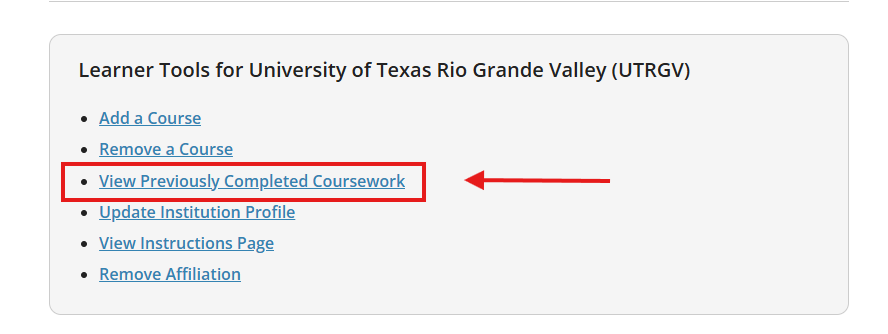 Learner Tools for University of Texas Rio Grande Valley (UTRGV)
Add a Course
Remove a Course
View Previously Completed Coursework
Update Institution Profile
View Instructions Page
Remove Affiliation